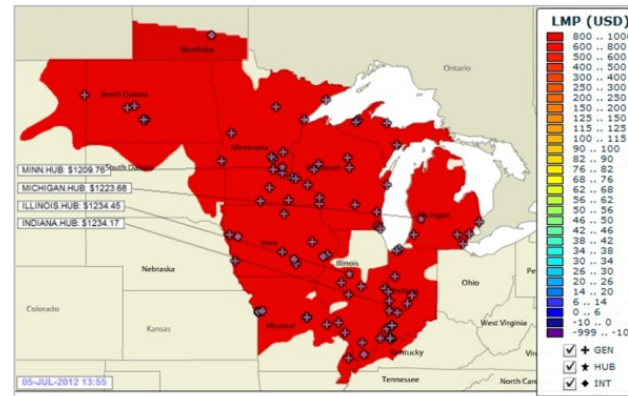 LMP (USD)
800 .. 1000
600 .. 800
500 .. 600
400 .. 500
300 .. 400
250 .. 300
200 .. 250
150 .. 200
125 .. 150
115 .. 125
100 .. 115
90 .. 100
82 .. 90
76 .. 82
68 .. 76
62 .. 68
56 .. 62
50 .. 56
46 .. 50
42 .. 46
38 .. 42
34 .. 38
30 .. 34
26 .. 30
20 .. 26
14 .. 20
6 .. 14
0 .. 6
-10 .. 0
-999 .. -10
GEN
HUB
INT
Manitoba
Ontario
North Dakota
Minnesota
South Dakota
Wisconsin
Michigan
MINN.HUB: $1209.76
MICHIGAN.HUB: $1223.68
ILLINOIS.HUB: $1234.45
INDIANA.HUB: $1234.17
Iowa
Nebraska
Illinois
Indiana
Ohio
Colorado
Kansas
Missouri
West Virginia
Kentucky
Tennessee
North Car
05-JUL-2012 13:55